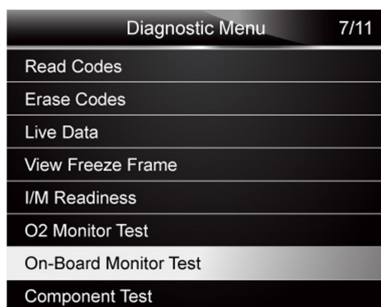 Diagnostic Menu 7/11
Read Codes
Erase Codes
Live Data
View Freeze Frame
I/M Readiness
O2 Monitor Test
On-Board Monitor Test
Component Test